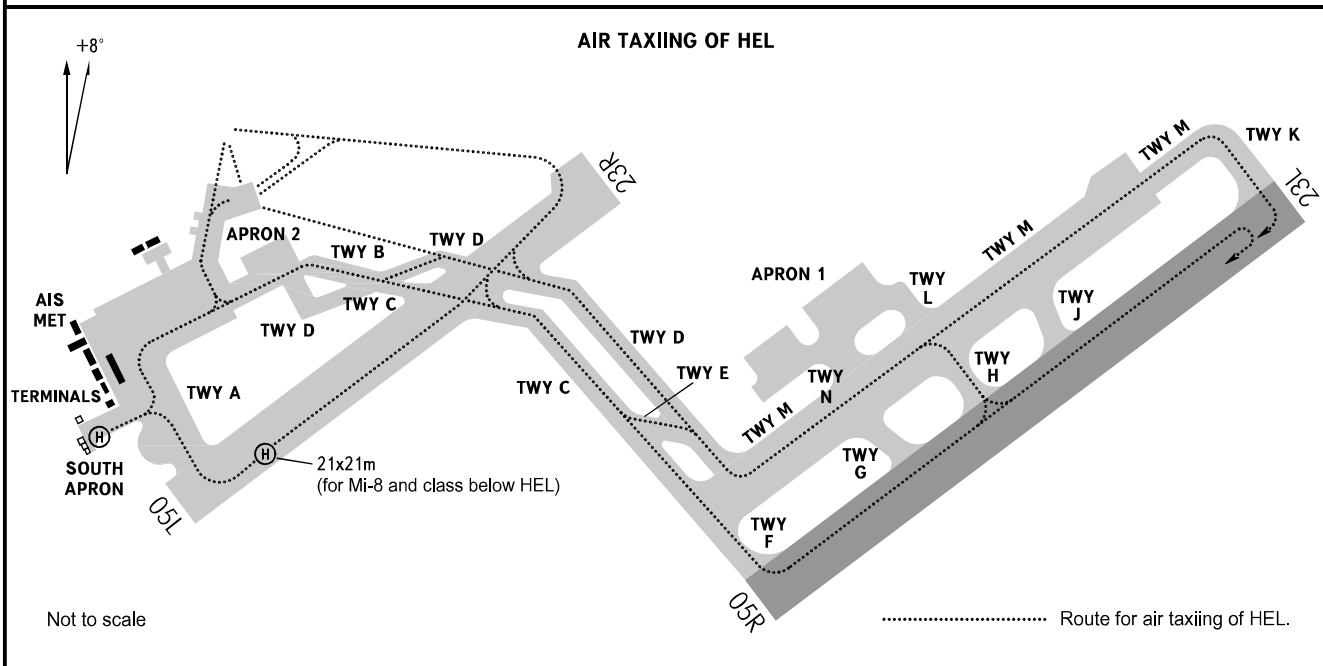 AIR TAXIING OF HEL
+8°
TWY M
TWY K
23R
23L
APRON 2
TWY B
TWY D
TWY M
APRON 1
TWY
L
TWY
J
AIS
MET
TWY C
TWY D
TWY D
TWY
H
TWY E
TERMINALS
TWY A
TWY C
TWY
N
TWY M
H
H
21x21m
(for Mi-8 and class below HEL)
SOUTH
APRON
TWY
G
05L
TWY
F
05R
Not to scale
Route for air taxiing of HEL.